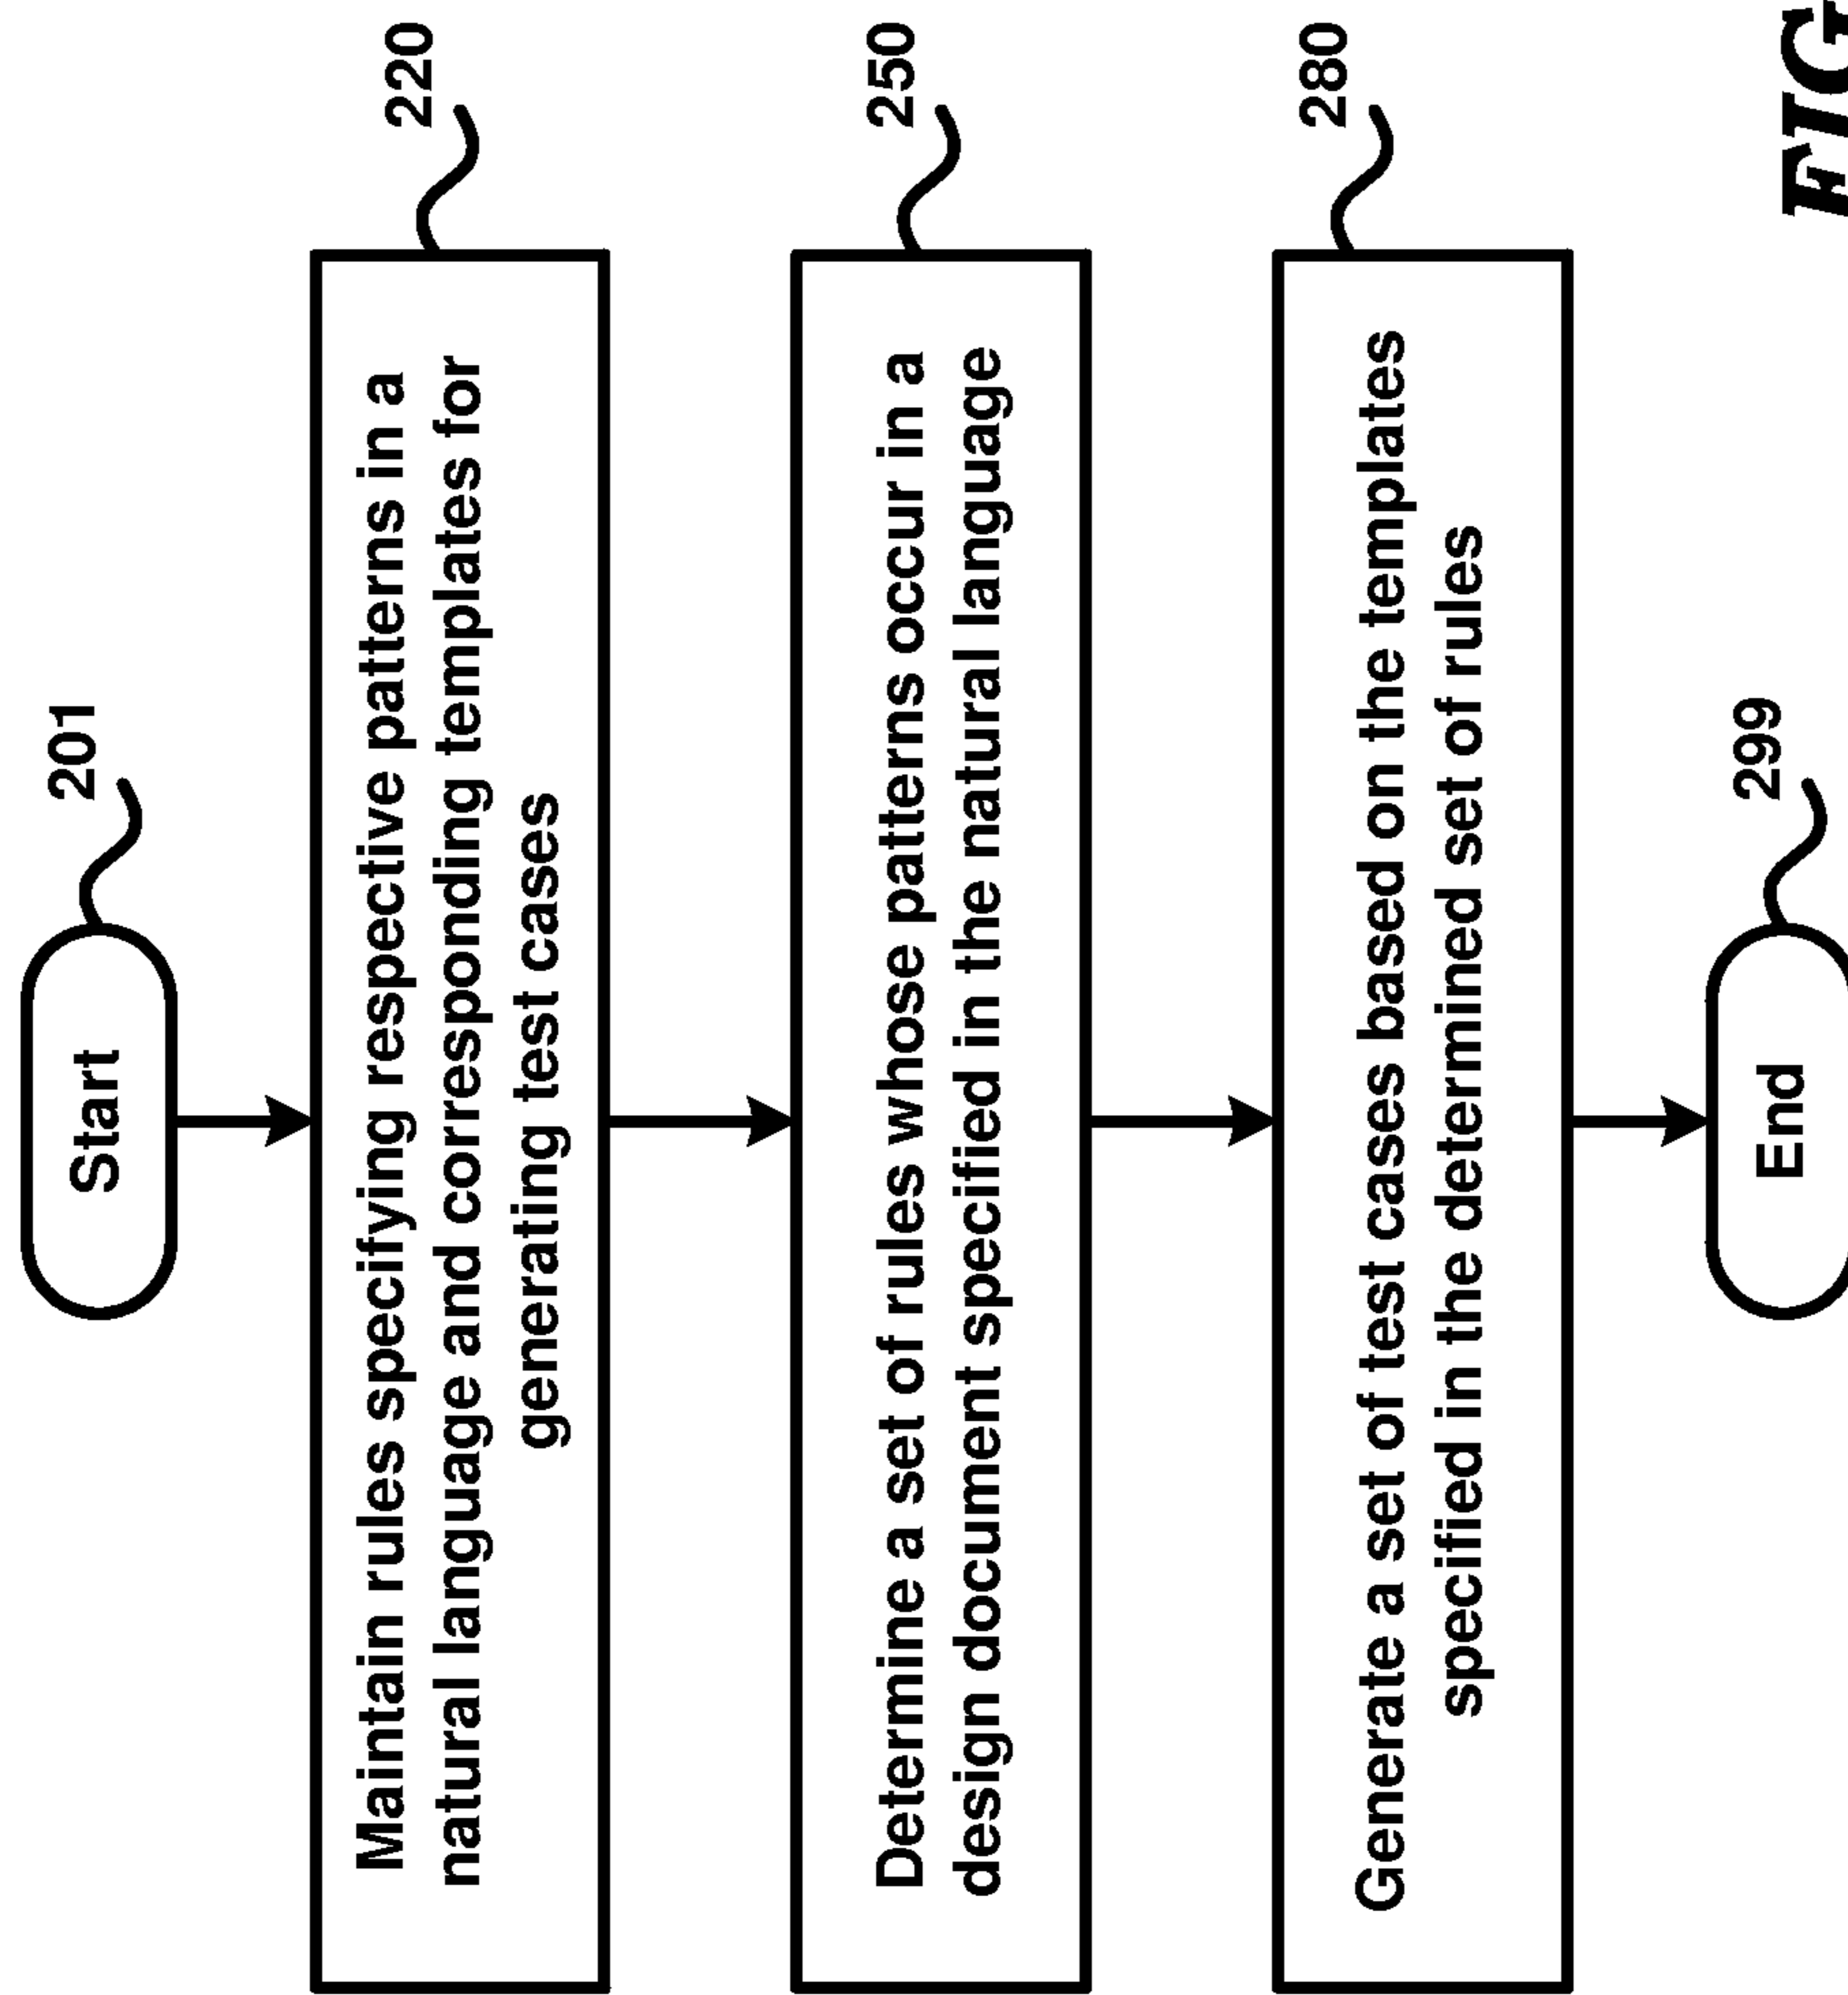 Start
201
Maintain rules specifying respective patterns in a
natural language and corresponding templates for
generating test cases
220
Determine a set of rules whose patterns occur in a
design document specified in the natural language
250
Generate a set of test cases based on the templates
specified in the determined set of rules
280
End
299